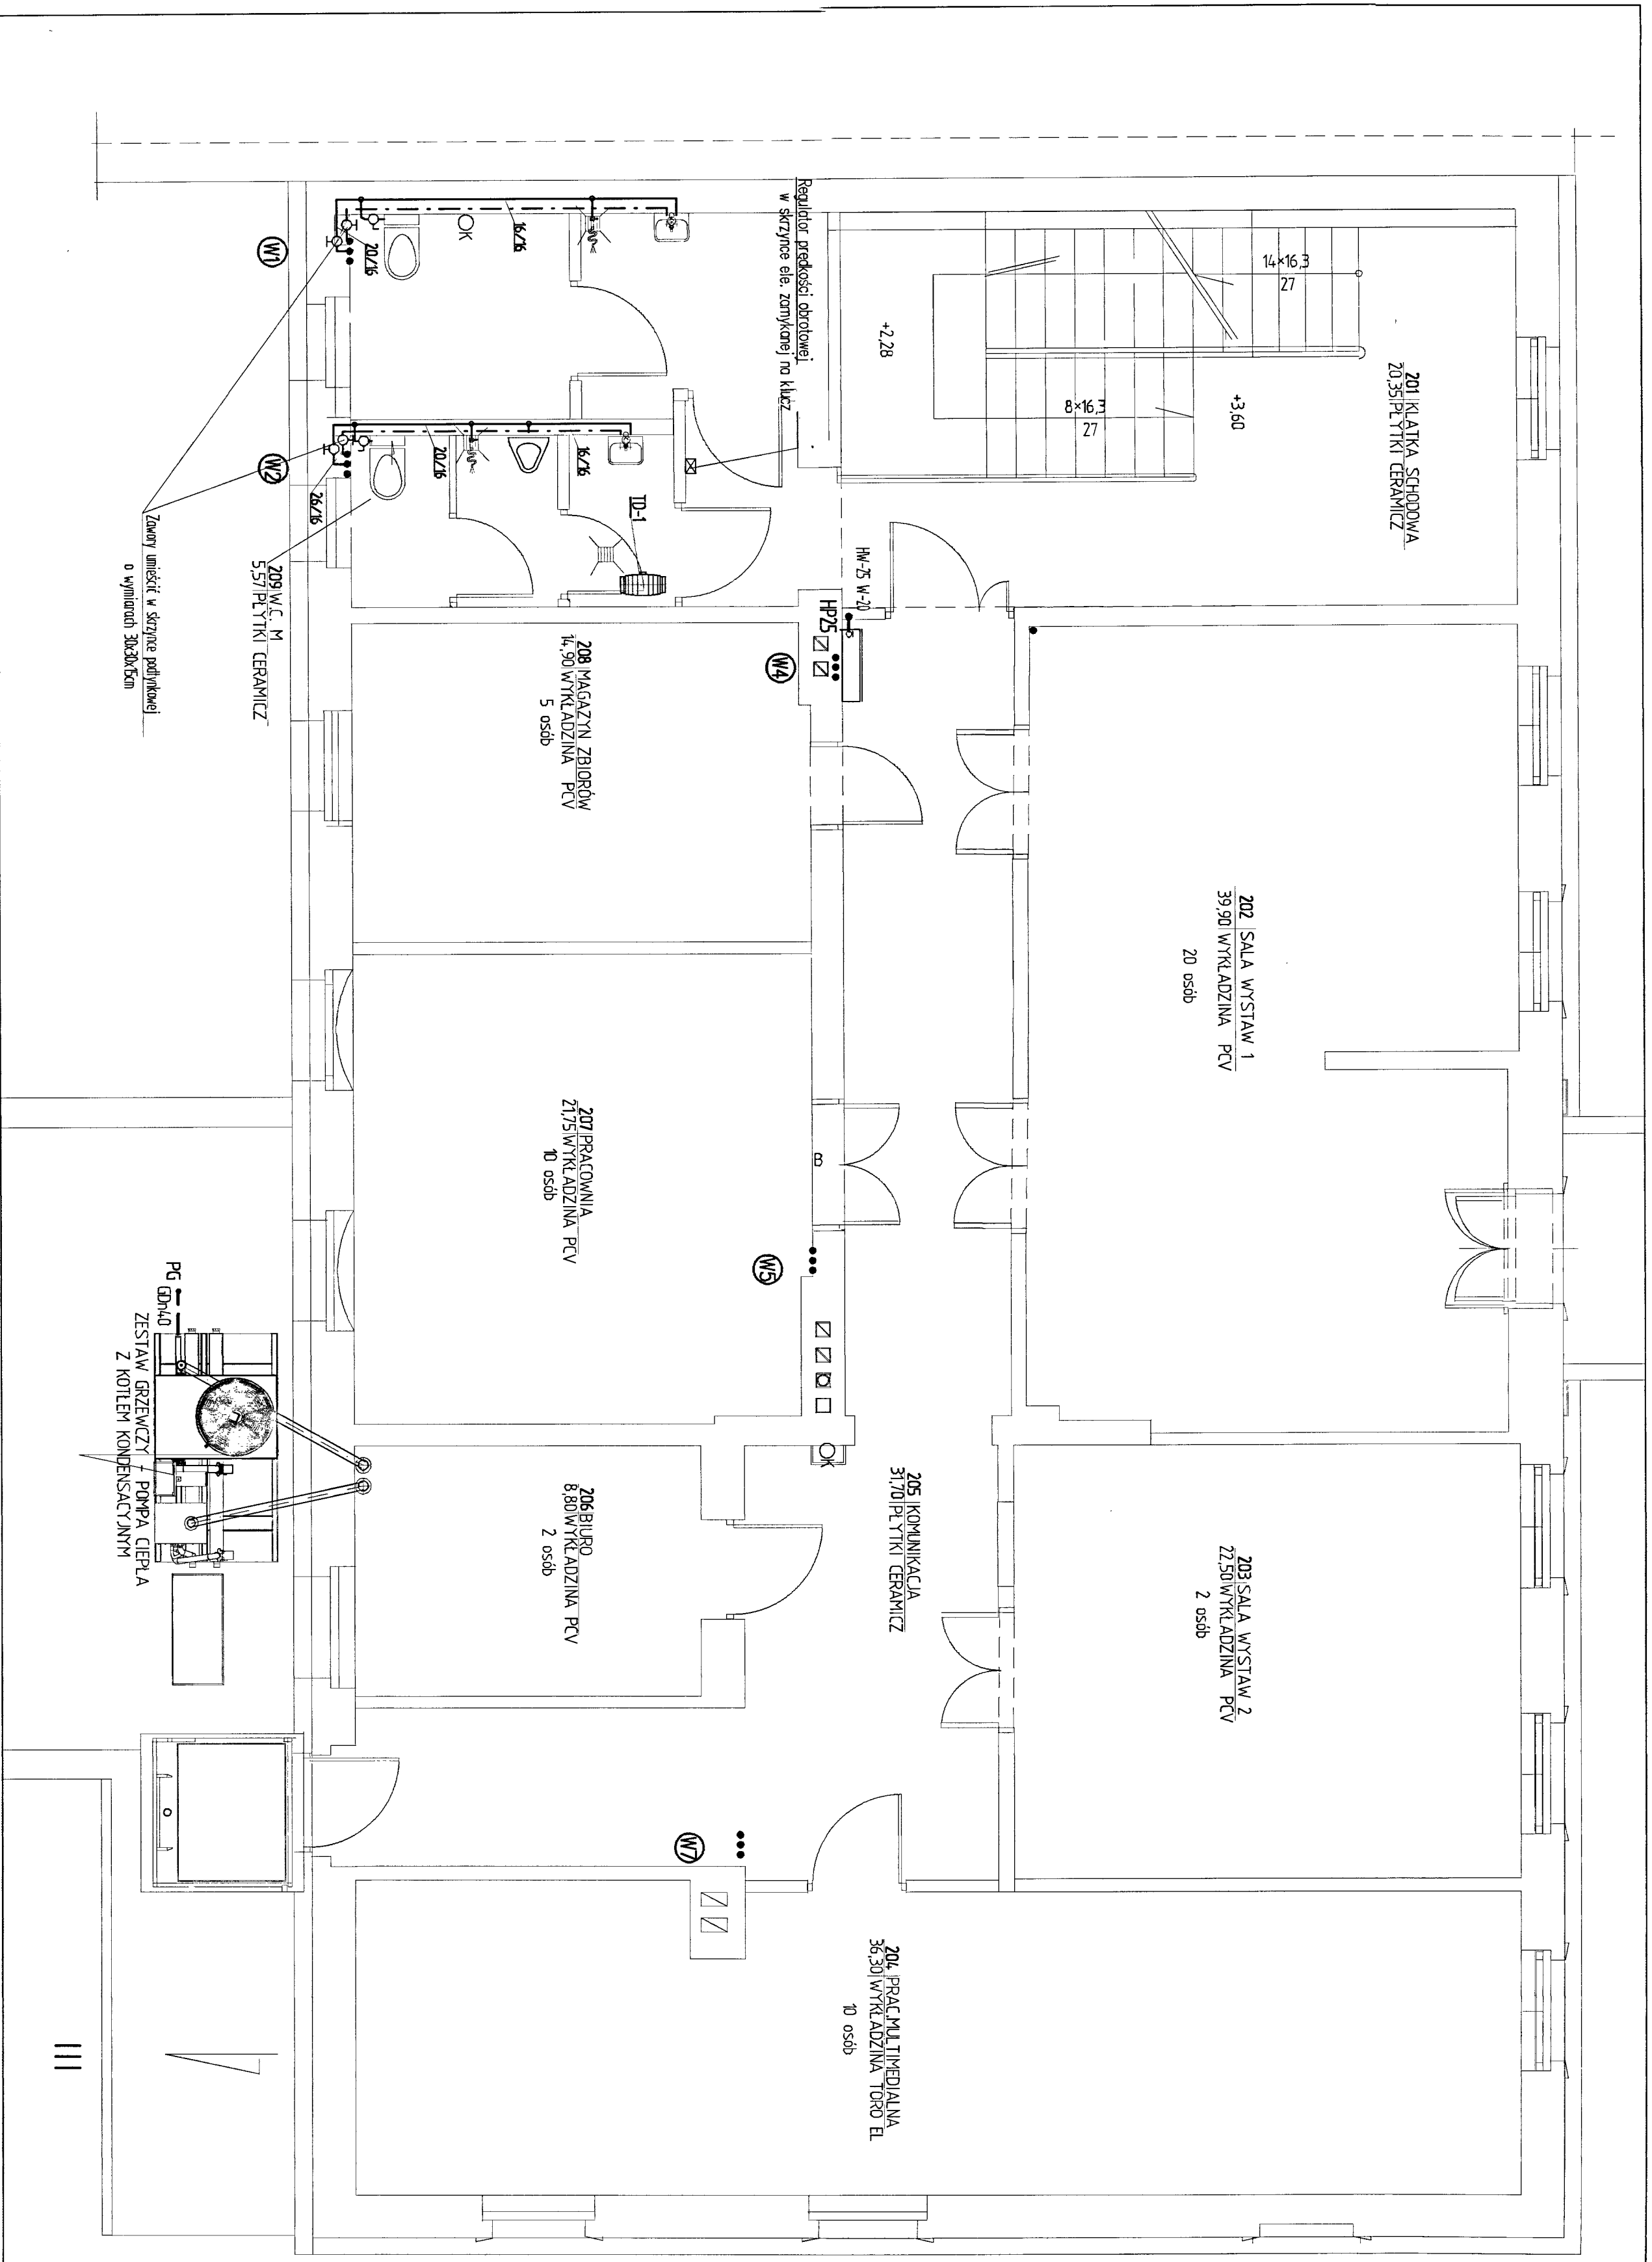 201 KLATKA SCHODOWA
20,35 PŁYTKI CERAMICZ
14×16,3
27
8×16,3
27
+3,60
+2,28
Regulator prędkości obrotowej
w skrzynce ele. zamykanej na klucz
202 SALA WYSTAW 1
39,90 WYKŁADZINA PCV
20 osób
203 SALA WYSTAW 2
22,50 WYKŁADZINA PCV
2 osób
204 PRAC.MULTIMEDIALNA
36,30 WYKŁADZINA TORO EL
10 osób
205 KOMUNIKACJA
31,70 PŁYTKI CERAMICZ
206 BIURO
8,80 WYKŁADZINA PCV
2 osób
207 PRACOWNIA
21,75 WYKŁADZINA PCV
10 osób
208 MAGAZYN ZBIORÓW
14,90 WYKŁADZINA PCV
5 osób
209 W.C. M
5,57 PŁYTKI CERAMICZ
HW-25 W-20
HP25
W4
W5
W7
W1
W2
B
OK
OK
16/16
20/16
16/16
20/16
26/16
TD-1
Zawory umieścić w skrzynce podtynkowej
o wymiarach 30x30x15cm
PG
GDn40
ZESTAW GRZEWCZY - POMPA CIEPŁA
Z KOTŁEM KONDENSACYJNYM
III